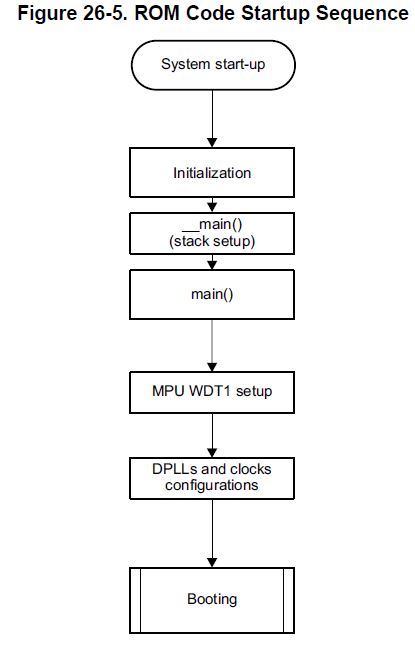 Figure 26-5. ROM Code Startup Sequence
System start-up
Initialization
__main()
(stack setup)
main()
MPU WDT1 setup
DPLLs and clocks
configurations
Booting